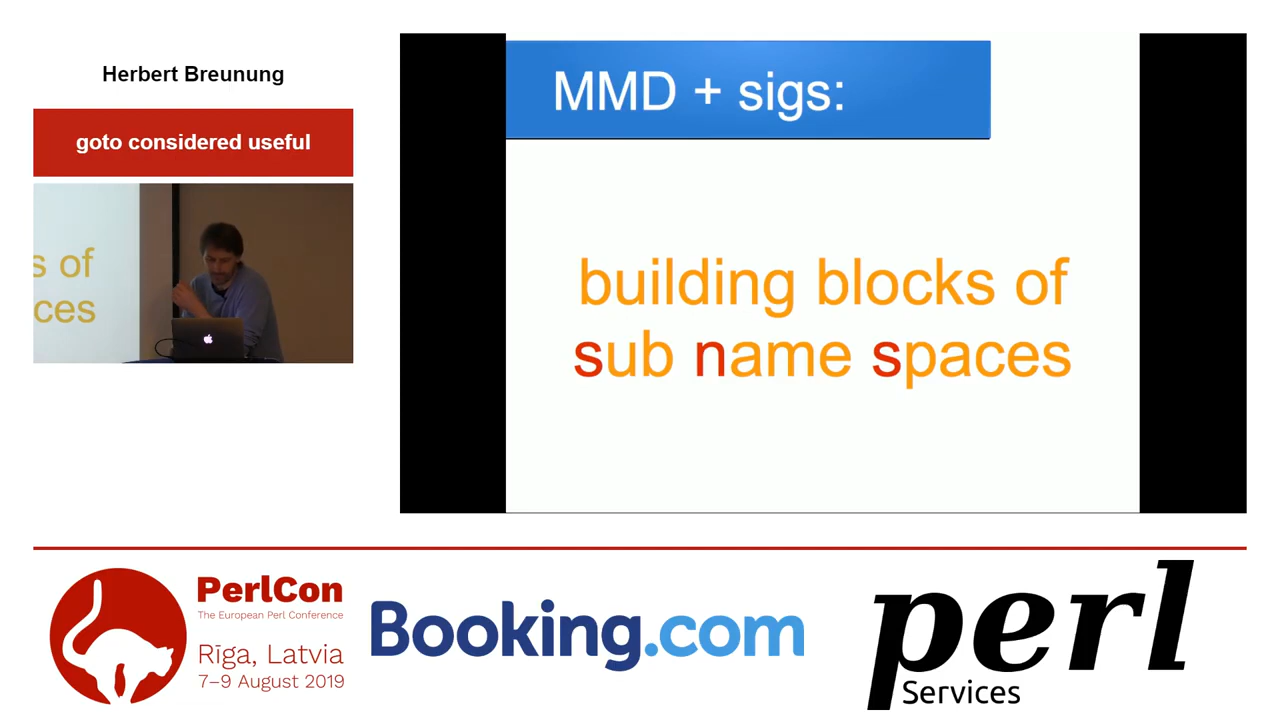 Herbert Breunung
goto considered useful
s of
ces
MMD + sigs:
building blocks of
sub name spaces
PerlCon
The European Perl Conference
Rīga, Latvia
7–9 August 2019
Booking.com
perl
Services